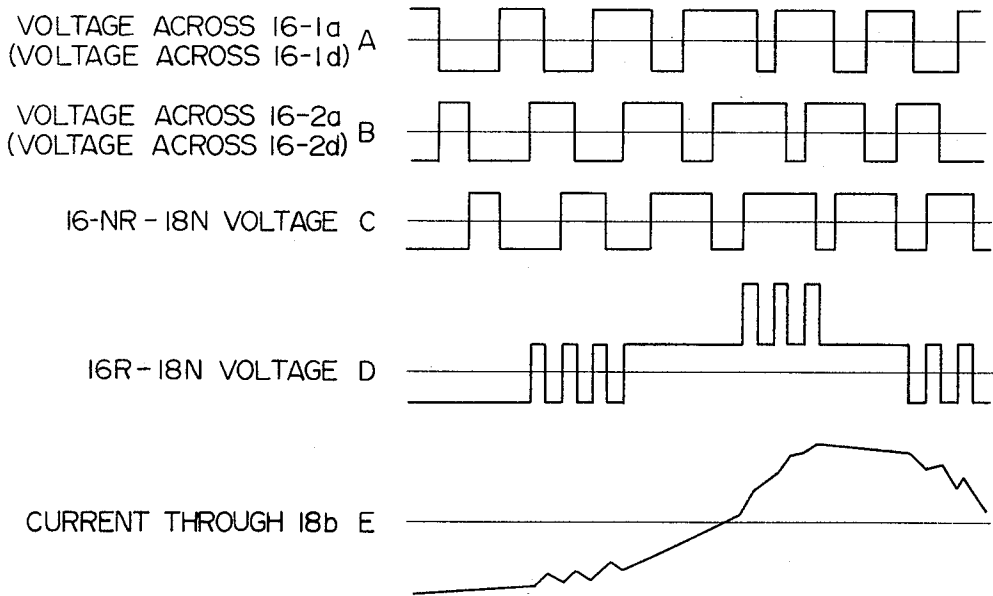 VOLTAGE ACROSS 16-1a
(VOLTAGE ACROSS 16-1d) A
VOLTAGE ACROSS 16-2a
(VOLTAGE ACROSS 16-2d) B
16-NR-18N VOLTAGE C
16R-18N VOLTAGE D
CURRENT THROUGH 18b E